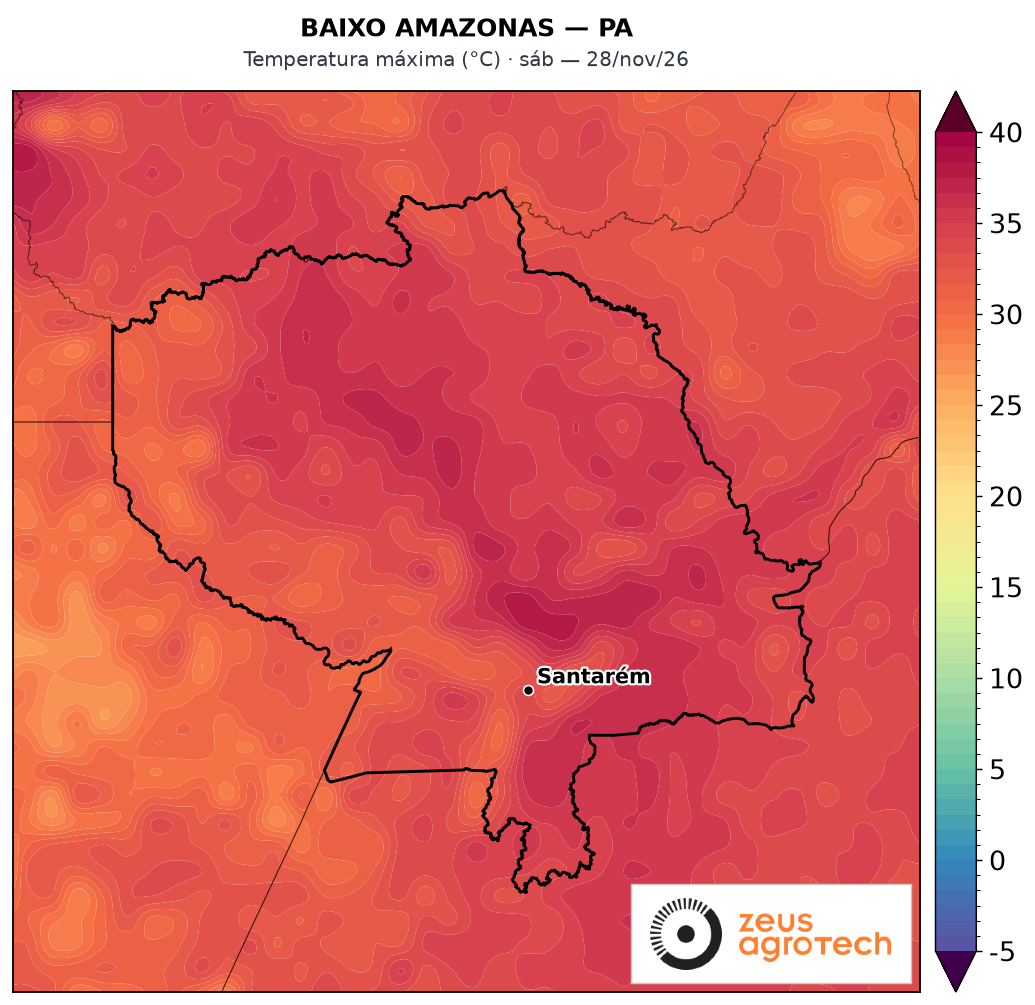 BAIXO AMAZONAS — PA
Temperatura máxima (°C) · sáb — 28/nov/26
40
35
30
25
20
15
10
5
0
-5
Santarém
zeus
agrotech